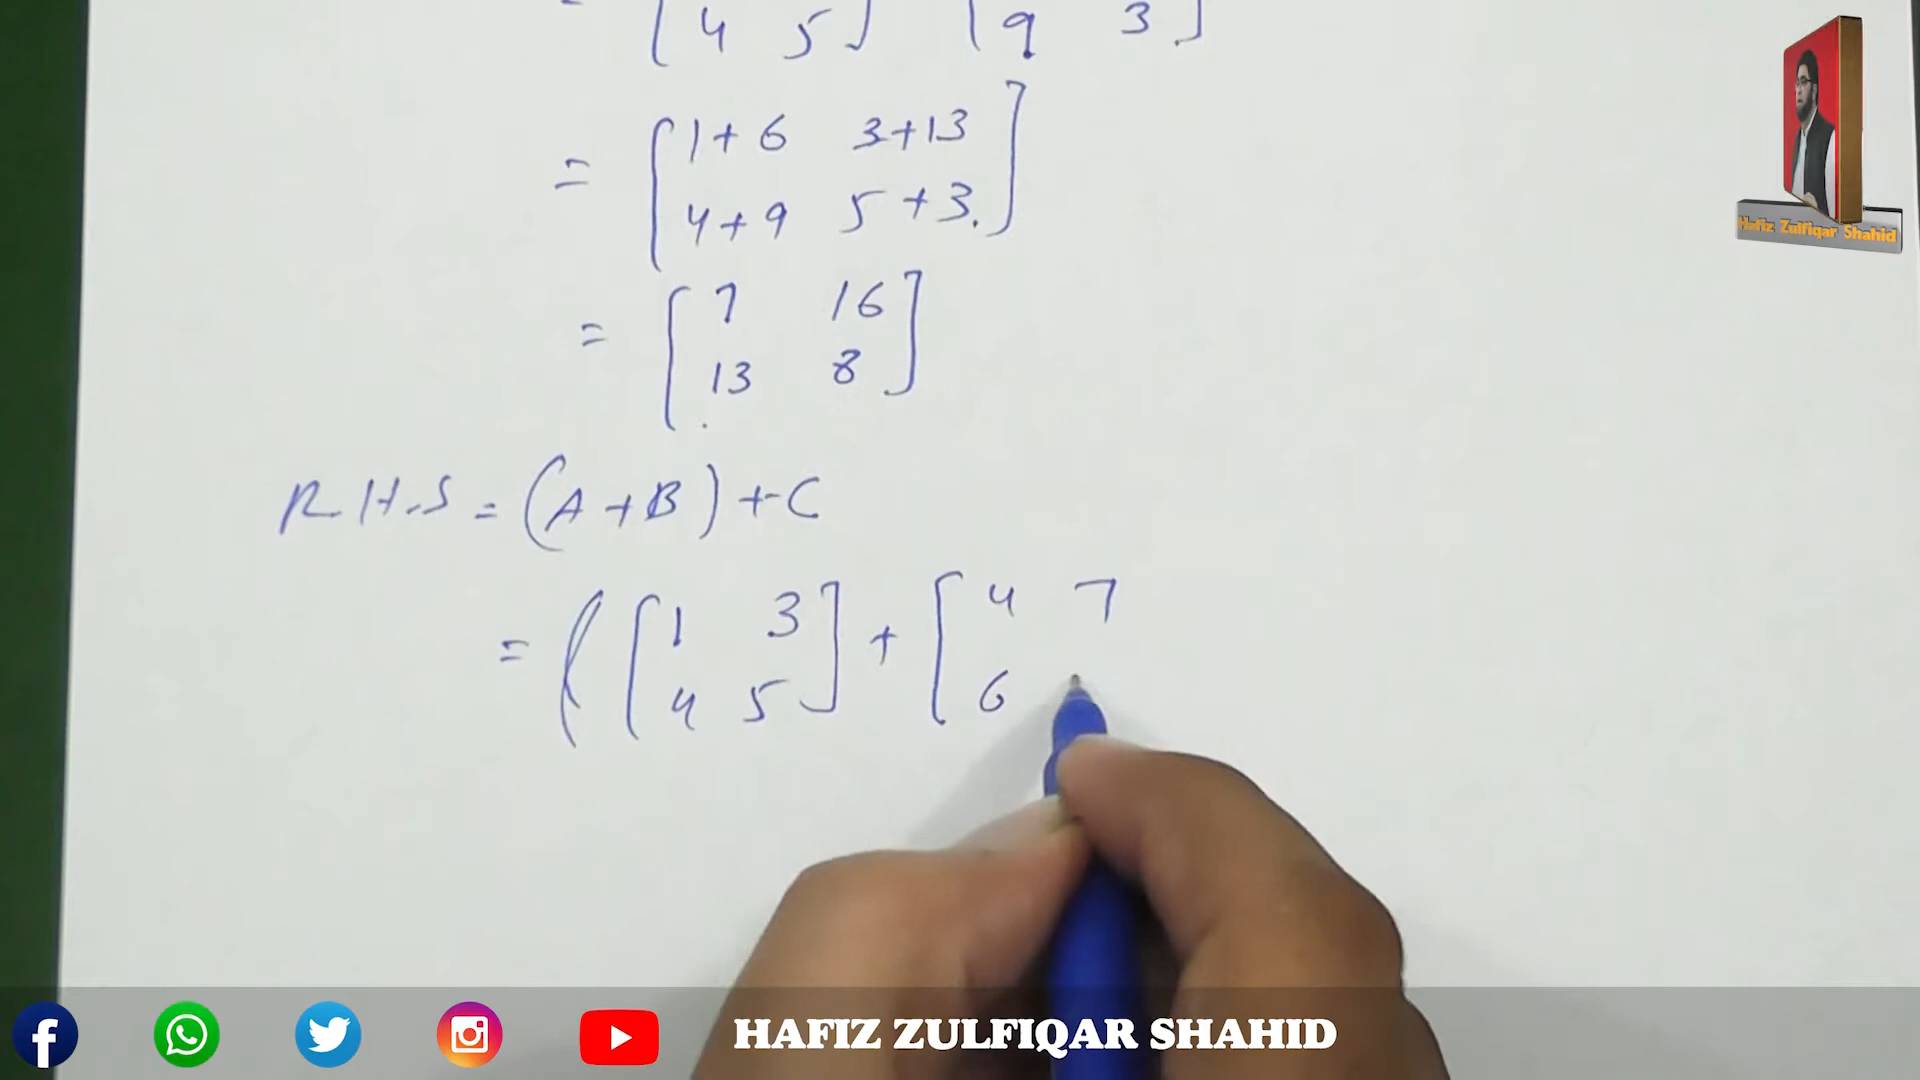 = [4 5] [9 3]
= [1+6 3+13
4+9 5+3]
= [7 16
13 8]
R.H.S = (A+B)+C
= ([1 3
4 5] + [4 7
6
Hafiz Zulfiqar Shahid
HAFIZ ZULFIQAR SHAHID